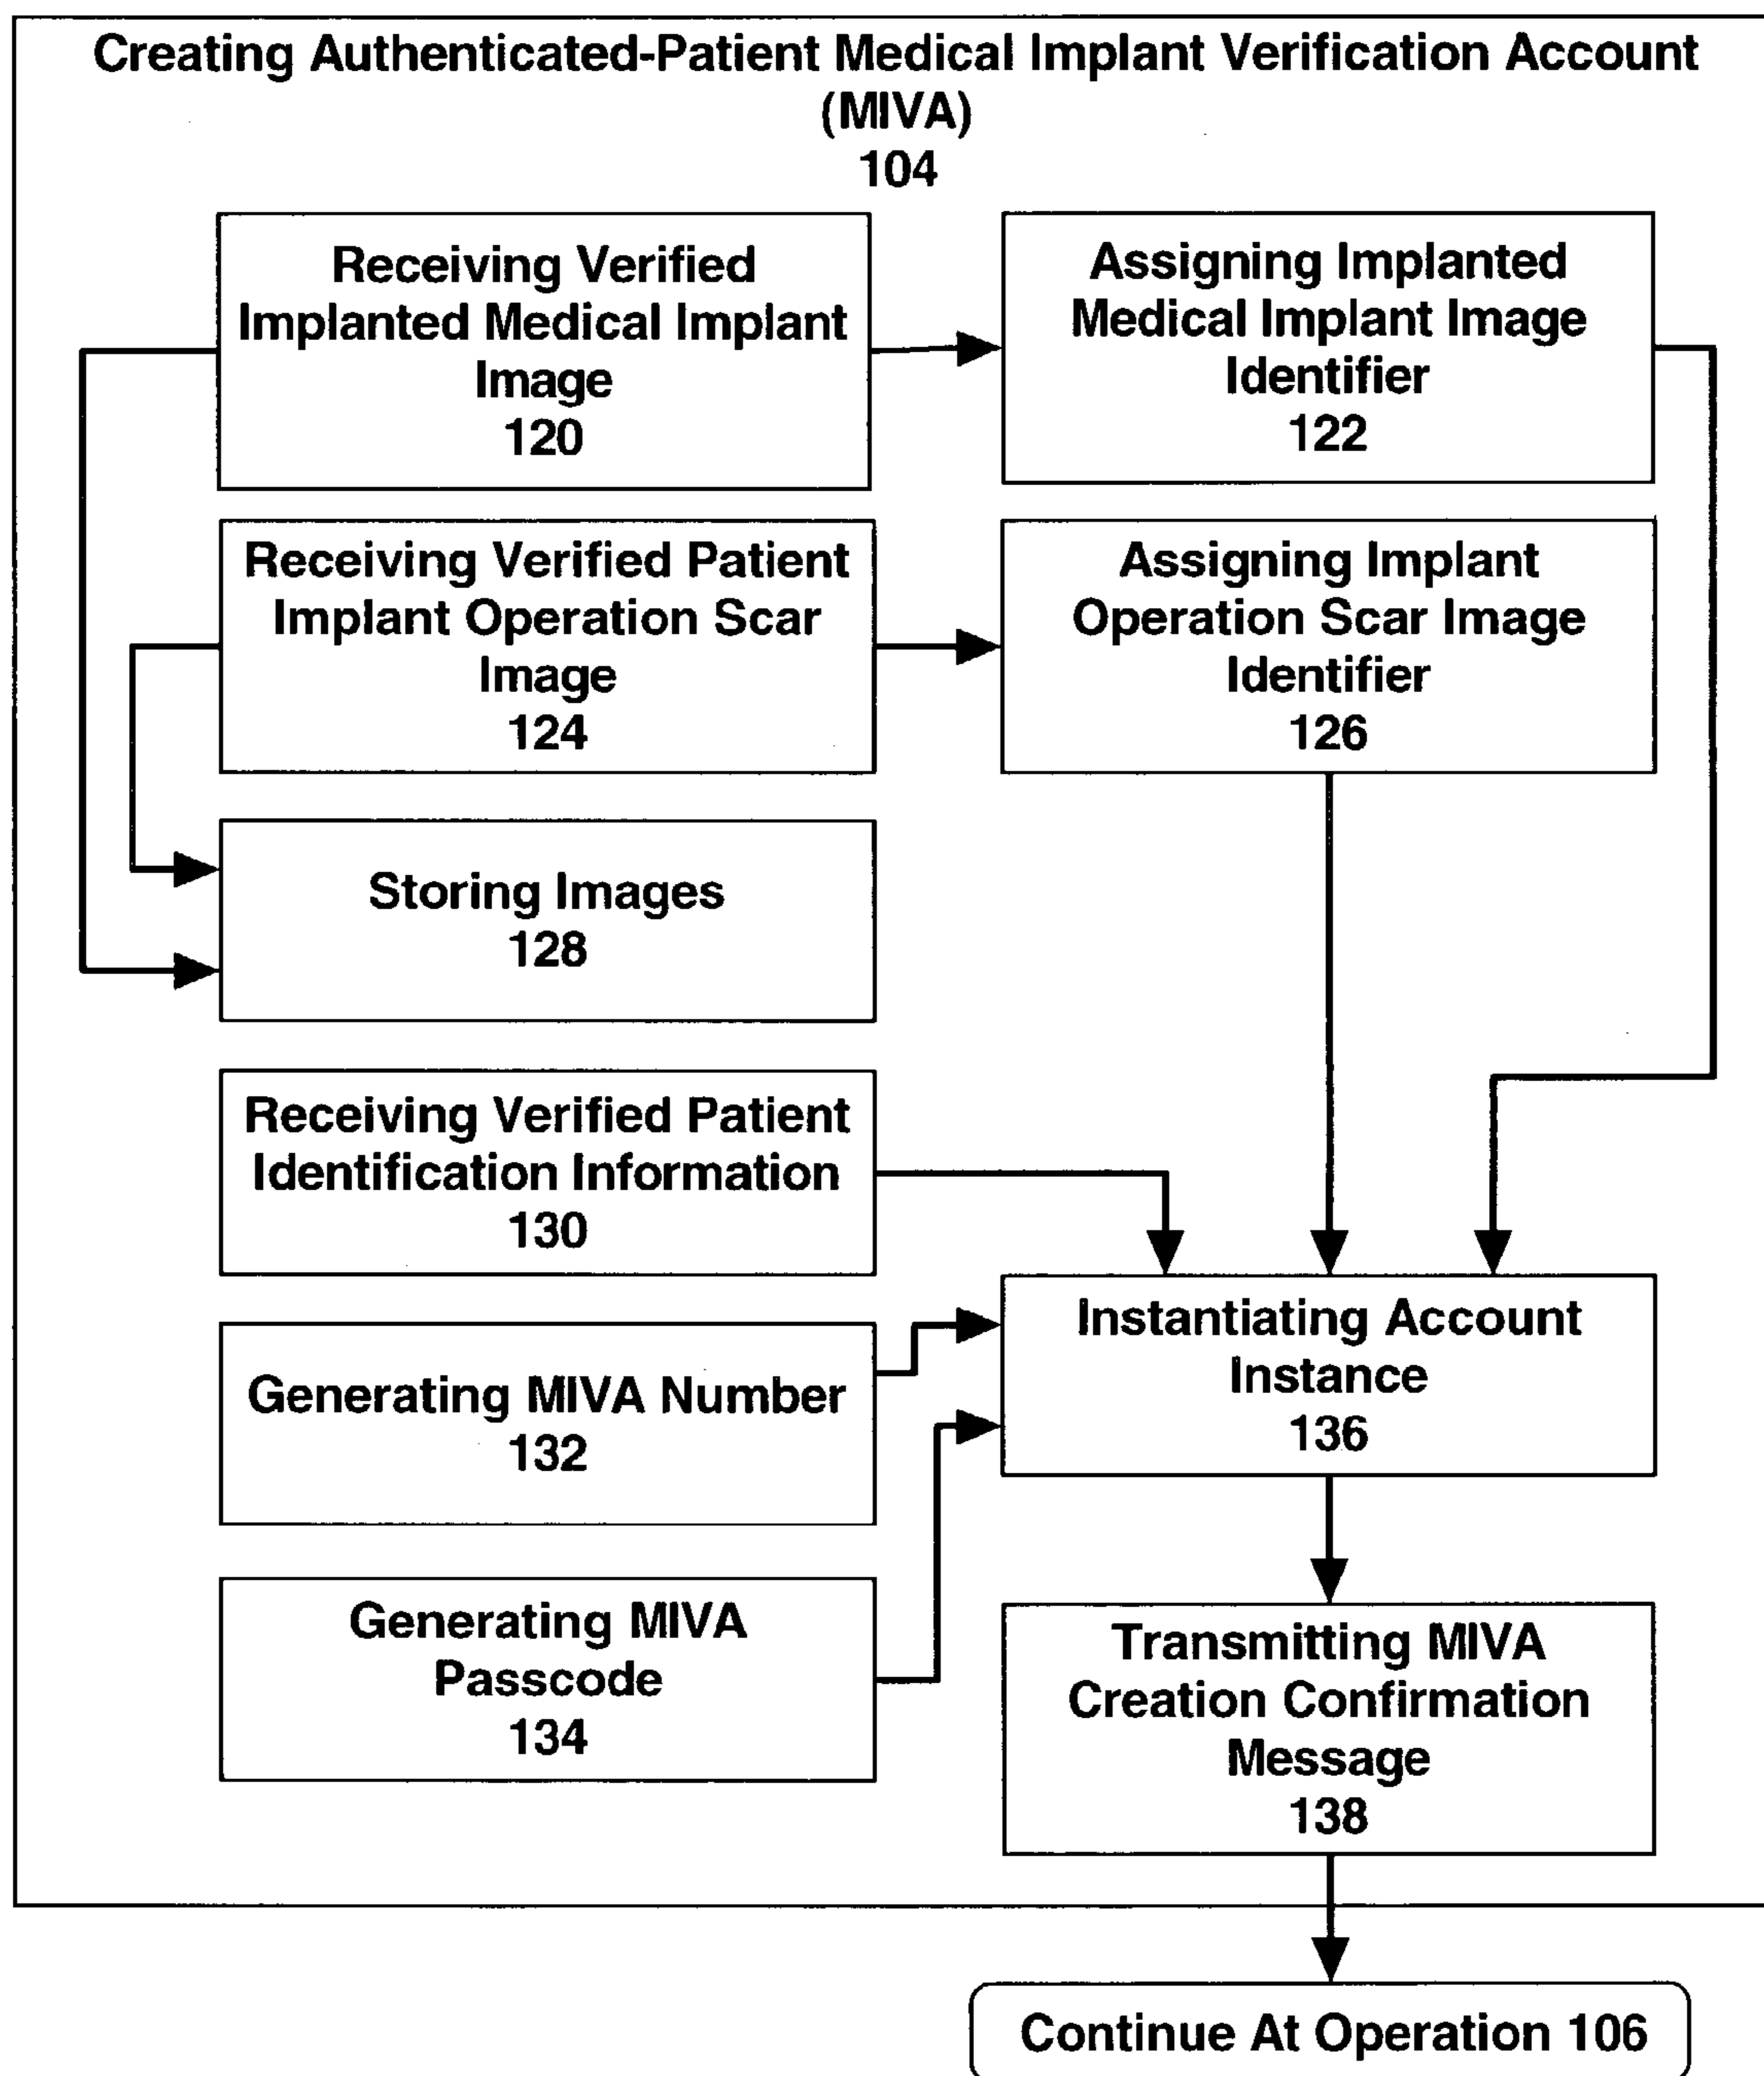 Creating Authenticated-Patient Medical Implant Verification Account
(MIVA)
104
Receiving Verified
Implanted Medical Implant
Image
120
Assigning Implanted
Medical Implant Image
Identifier
122
Receiving Verified Patient
Implant Operation Scar
Image
124
Assigning Implant
Operation Scar Image
Identifier
126
Storing Images
128
Receiving Verified Patient
Identification Information
130
Generating MIVA Number
132
Instantiating Account
Instance
136
Generating MIVA
Passcode
134
Transmitting MIVA
Creation Confirmation
Message
138
Continue At Operation 106